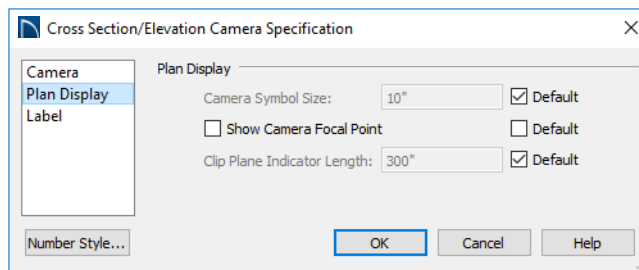 Cross Section/Elevation Camera Specification
Camera
Plan Display
Label
Plan Display
Camera Symbol Size: 10" Default
Show Camera Focal Point Default
Clip Plane Indicator Length: 300" Default
Number Style... OK Cancel Help